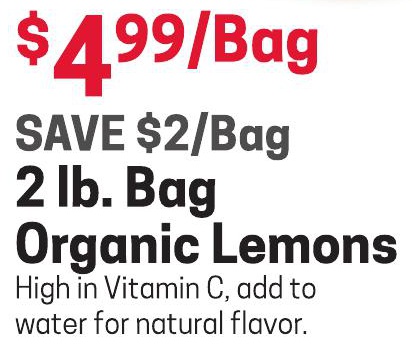 $4.99/Bag
SAVE $2/Bag
2 lb. Bag
Organic Lemons
High in Vitamin C, add to
water for natural flavor.